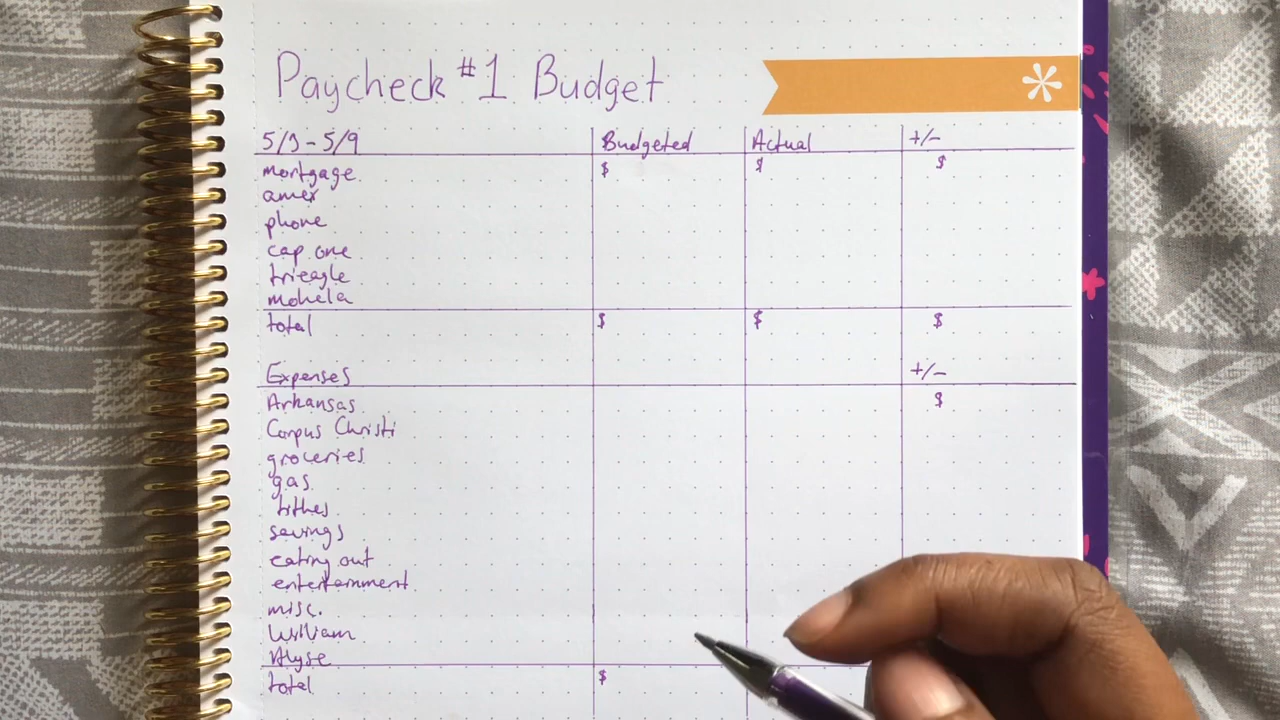 Paycheck #1 Budget
5/3-5/9 Budgeted Actual +/-
mortgage $ $ $
amex
phone
cap one
trieagle
mohela
total $ $ $
Expenses +/-
Arkansas $
Corpus Christi
groceries
gas
tithes
savings
eating out
entertainment
misc.
William
Alyse
total $